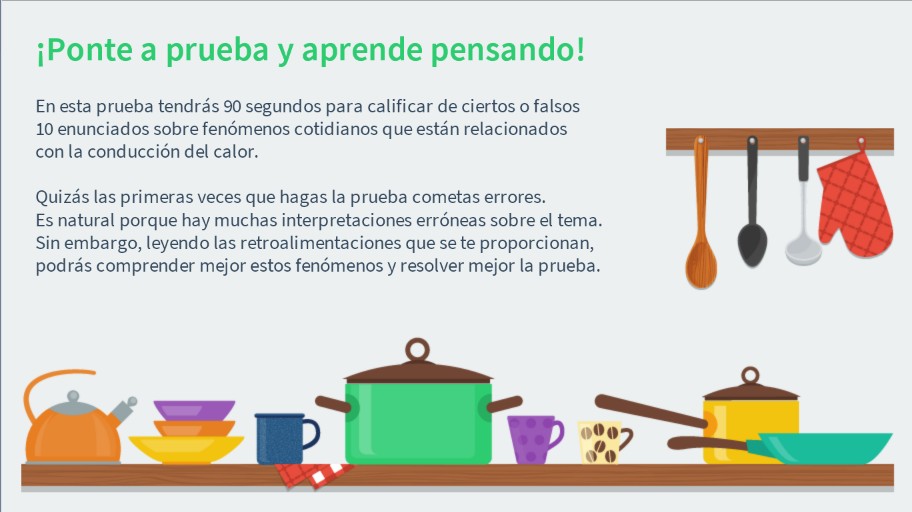 ¡Ponte a prueba y aprende pensando!
En esta prueba tendrás 90 segundos para calificar de ciertos o falsos
10 enunciados sobre fenómenos cotidianos que están relacionados
con la conducción del calor.
Quizás las primeras veces que hagas la prueba cometas errores.
Es natural porque hay muchas interpretaciones erróneas sobre el tema.
Sin embargo, leyendo las retroalimentaciones que se te proporcionan,
podrás comprender mejor estos fenómenos y resolver mejor la prueba.